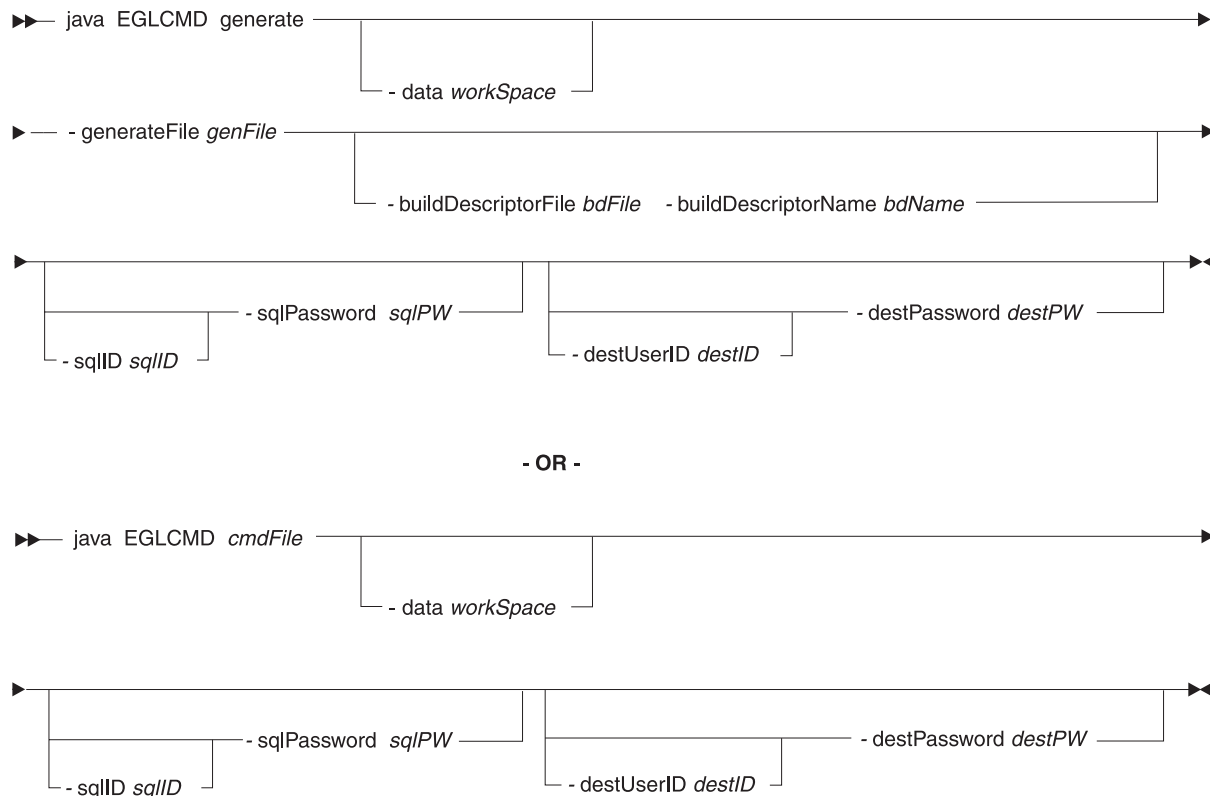 java EGLCMD generate
- data workSpace
- generateFile genFile
- buildDescriptorFile bdFile - buildDescriptorName bdName
- sqlPassword sqlPW
- sqlID sqlID
- destPassword destPW
- destUserID destID
- OR -
java EGLCMD cmdFile
- data workSpace
- sqlPassword sqlPW
- sqlID sqlID
- destPassword destPW
- destUserID destID